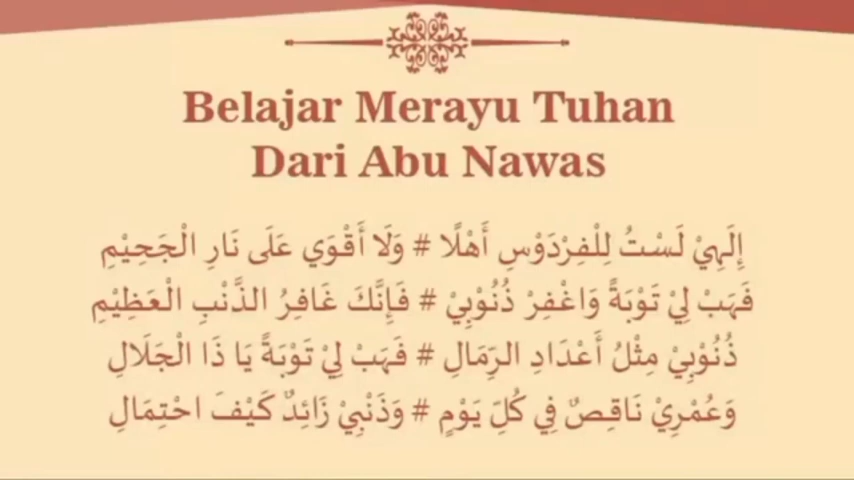 Belajar Merayu Tuhan
Dari Abu Nawas
إِلَهِيْ لَسْتُ لِلْفِرْدَوْسِ أَهْلًا # وَلَا أَقْوَي عَلَى نَارِ الْجَحِيْمِ
فَهَبْ لِيْ تَوْبَةً وَاغْفِرْ ذُنُوْبِيْ # فَإِنَّكَ غَافِرُ الذَّنْبِ الْعَظِيْمِ
ذُنُوْبِيْ مِثْلُ أَعْدَادِ الرِّمَالِ # فَهَبْ لِيْ تَوْبَةً يَا ذَا الْجَلَالِ
وَعُمْرِيْ نَاقِصٌ فِي كُلِّ يَوْمٍ # وَذَنْبِيْ زَائِدٌ كَيْفَ احْتِمَالِ